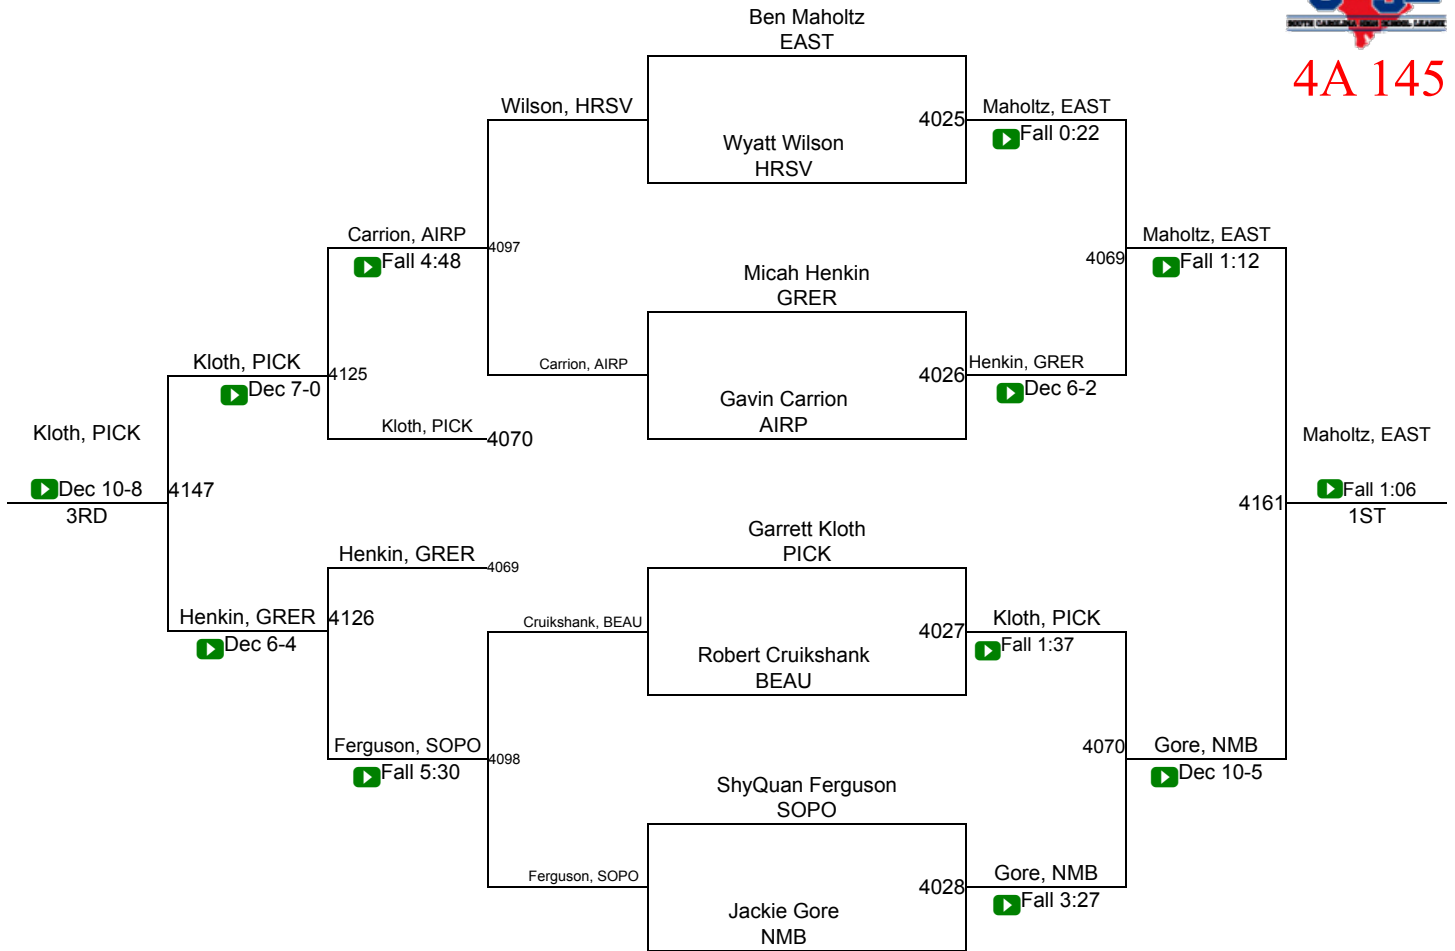 Ben Maholtz
EAST
SOUTH CAROLINA HIGH SCHOOL LEAGUE
4A 145
Wilson, HRSV
4025
Maholtz, EAST
Fall 0:22
Wyatt Wilson
HRSV
Carrion, AIRP
4097
Fall 4:48
Maholtz, EAST
4069
Fall 1:12
Micah Henkin
GRER
Kloth, PICK
4125
Dec 7-0
Carrion, AIRP
4026
Henkin, GRER
Dec 6-2
Gavin Carrion
AIRP
Kloth, PICK
4070
Kloth, PICK
Dec 10-8
3RD
4147
Maholtz, EAST
4161
Fall 1:06
1ST
Garrett Kloth
PICK
Henkin, GRER
4069
Henkin, GRER
4126
Dec 6-4
Cruikshank, BEAU
4027
Kloth, PICK
Fall 1:37
Robert Cruikshank
BEAU
Ferguson, SOPO
4098
Fall 5:30
4070
Gore, NMB
Dec 10-5
ShyQuan Ferguson
SOPO
Ferguson, SOPO
4028
Gore, NMB
Fall 3:27
Jackie Gore
NMB